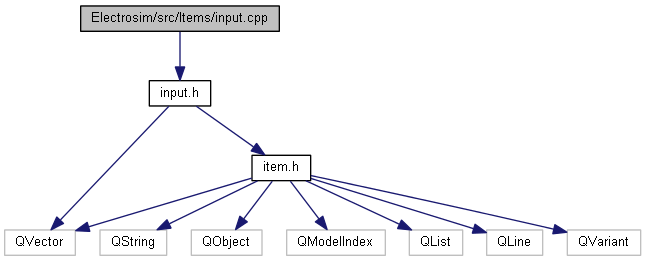 Electrosim/src/Items/input.cpp
input.h
item.h
QVector
QString
QObject
QModelIndex
QList
QLine
QVariant